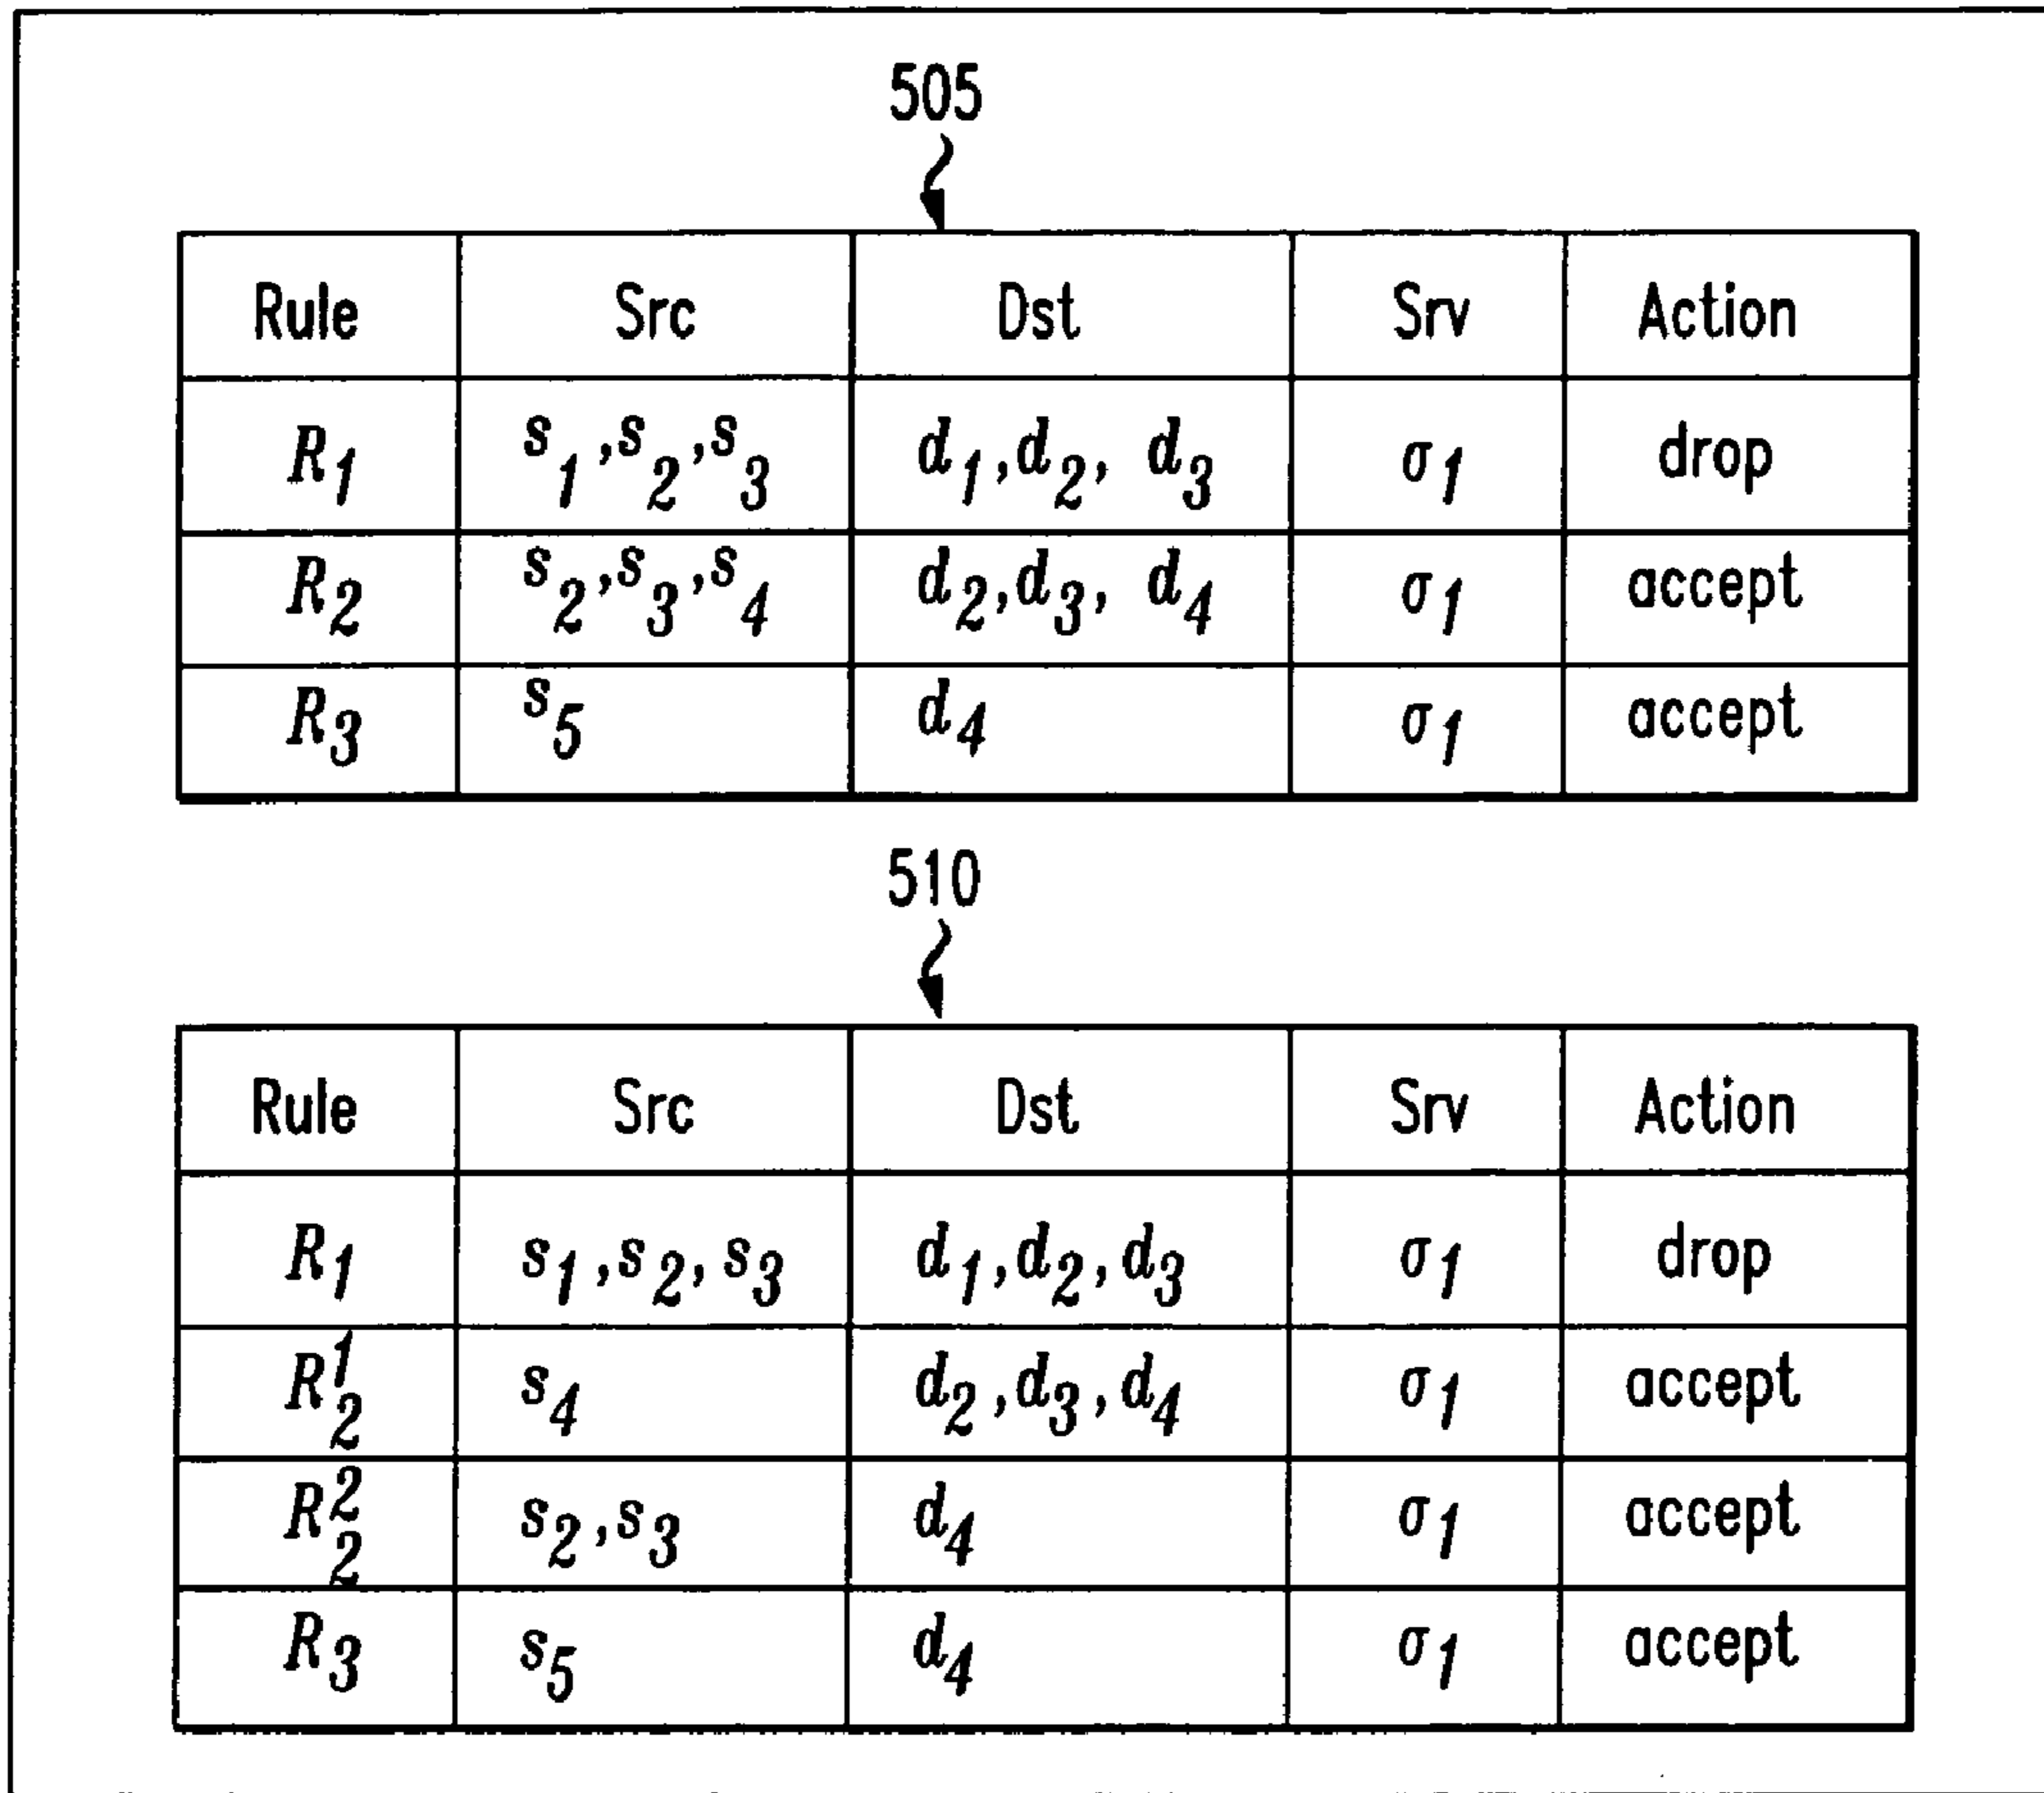 505
Rule Src Dst Srv Action
R₁ s₁,s₂,s₃ d₁,d₂, d₃ σ₁ drop
R₂ s₂,s₃,s₄ d₂,d₃, d₄ σ₁ accept
R₃ s₅ d₄ σ₁ accept
510
Rule Src Dst Srv Action
R₁ s₁,s₂,s₃ d₁,d₂,d₃ σ₁ drop
R₂¹ s₄ d₂,d₃,d₄ σ₁ accept
R₂² s₂,s₃ d₄ σ₁ accept
R₃ s₅ d₄ σ₁ accept